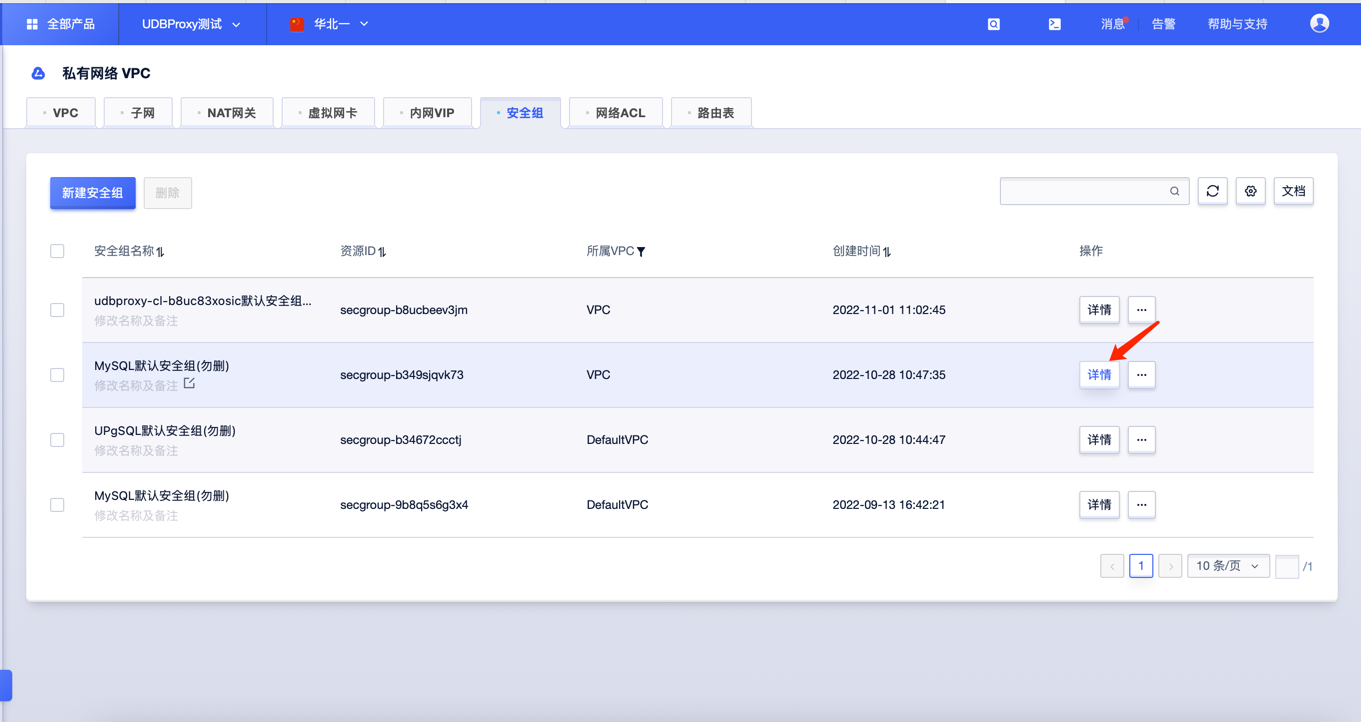 全部产品 UDBProxy测试 华北一 消息 告警 帮助与支持
私有网络 VPC
VPC 子网 NAT网关 虚拟网卡 内网VIP 安全组 网络ACL 路由表
新建安全组 删除 文档
安全组名称 资源ID 所属VPC 创建时间 操作
udbproxy-cl-b8uc83xosic默认安全组...
修改名称及备注
secgroup-b8ucbeev3jm VPC 2022-11-01 11:02:45 详情 ...
MySQL默认安全组(勿删)
修改名称及备注
secgroup-b349sjqvk73 VPC 2022-10-28 10:47:35 详情 ...
UPgSQL默认安全组(勿删)
修改名称及备注
secgroup-b34672ccctj DefaultVPC 2022-10-28 10:44:47 详情 ...
MySQL默认安全组(勿删)
修改名称及备注
secgroup-9b8q5s6g3x4 DefaultVPC 2022-09-13 16:42:21 详情 ...
1 10 条/页 /1